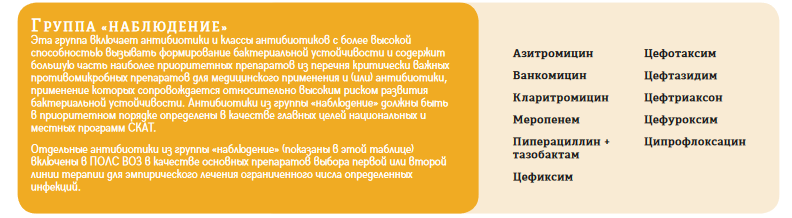 Группа «наблюдение»
Эта группа включает антибиотики и классы антибиотиков с более высокой
способностью вызывать формирование бактериальной устойчивости и содержит
большую часть наиболее приоритетных препаратов из перечня критически важных
противомикробных препаратов для медицинского применения и (или) антибиотики,
применение которых сопровождается относительно высоким риском развития
бактериальной устойчивости. Антибиотики из группы «наблюдение» должны быть
в приоритетном порядке определены в качестве главных целей национальных и
местных программ СКАТ.
Отдельные антибиотики из группы «наблюдение» (показаны в этой таблице)
включены в ПОЛС ВОЗ в качестве основных препаратов выбора первой или второй
линии терапии для эмпирического лечения ограниченного числа определенных
инфекций.
Азитромицин
Ванкомицин
Кларитромицин
Меропенем
Пиперациллин +
тазобактам
Цефиксим
Цефотаксим
Цефтазидим
Цефтриаксон
Цефуроксим
Ципрофлоксацин